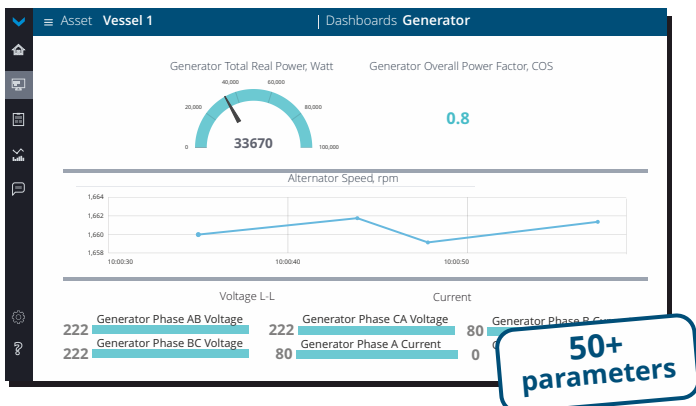 ≡ Asset Vessel 1 | Dashboards Generator
Generator Total Real Power, Watt
Generator Overall Power Factor, COS
40,000 60,000
20,000 80,000
0 33670 100,000
0.8
Alternator Speed, rpm
1,664
1,662
1,660
1,658
10:00:30 10:00:40 10:00:50
Voltage L-L
Current
222 Generator Phase AB Voltage
222 Generator Phase CA Voltage
80 Generator Phase B
222 Generator Phase BC Voltage
80 Generator Phase A Current
0
50+
parameters